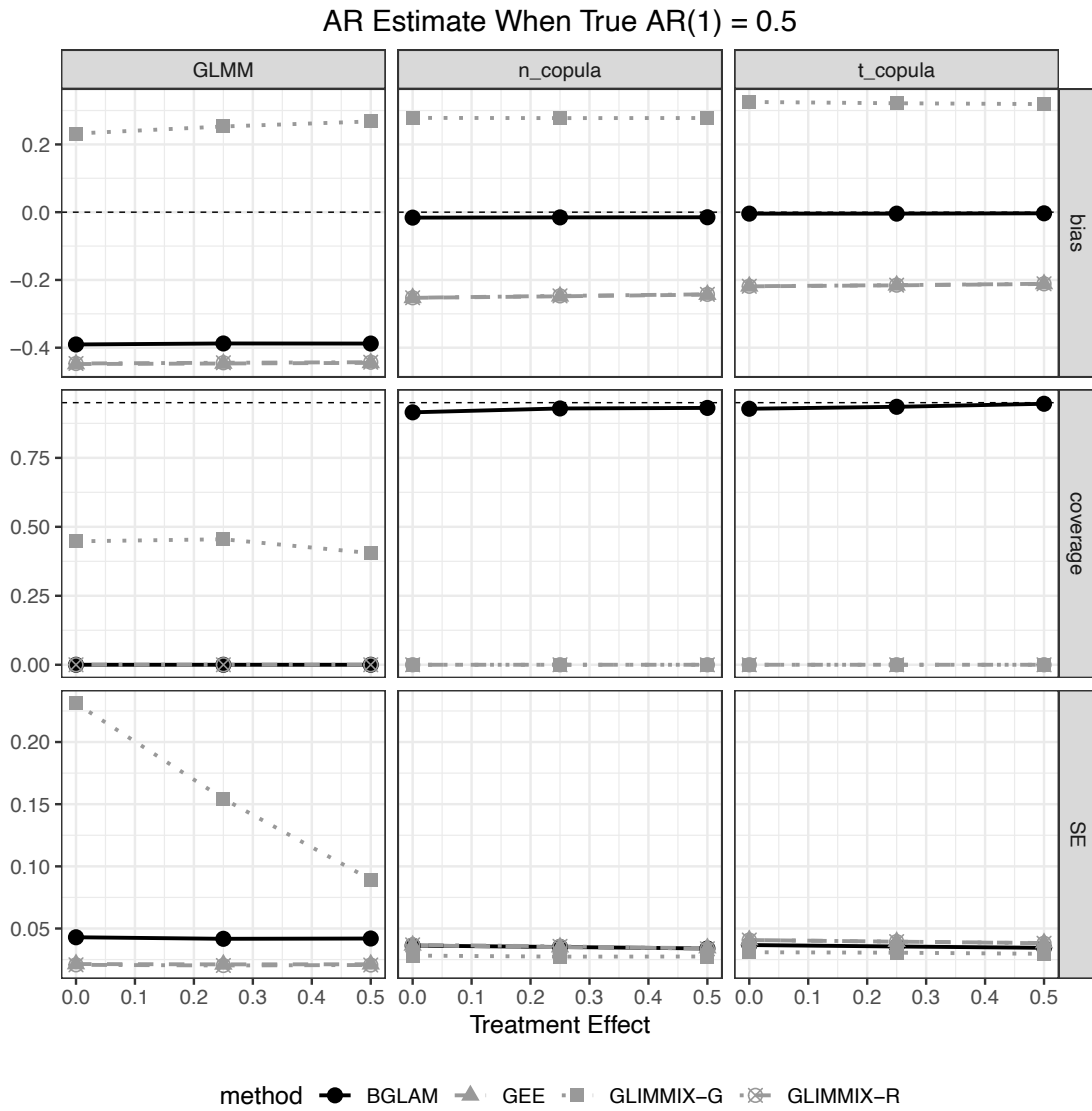 AR Estimate When True AR(1) = 0.5
GLMM n_copula t_copula
0.2
0.0
−0.2
−0.4
bias
0.75
0.50
0.25
0.00
coverage
0.20
0.15
0.10
0.05
SE
0.0 0.1 0.2 0.3 0.4 0.5 0.0 0.1 0.2 0.3 0.4 0.5 0.0 0.1 0.2 0.3 0.4 0.5
Treatment Effect
method BGLAM GEE GLIMMIX−G GLIMMIX−R